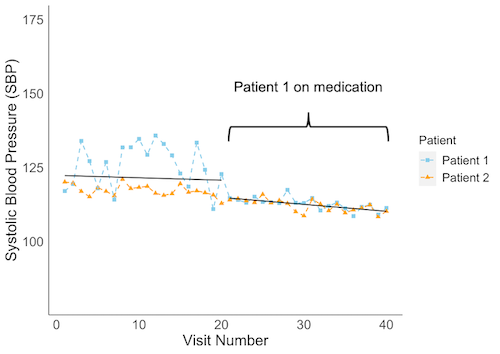 175
150
125
100
Systolic Blood Pressure (SBP)
Patient 1 on medication
Patient
Patient 1
Patient 2
0 10 20 30 40
Visit Number